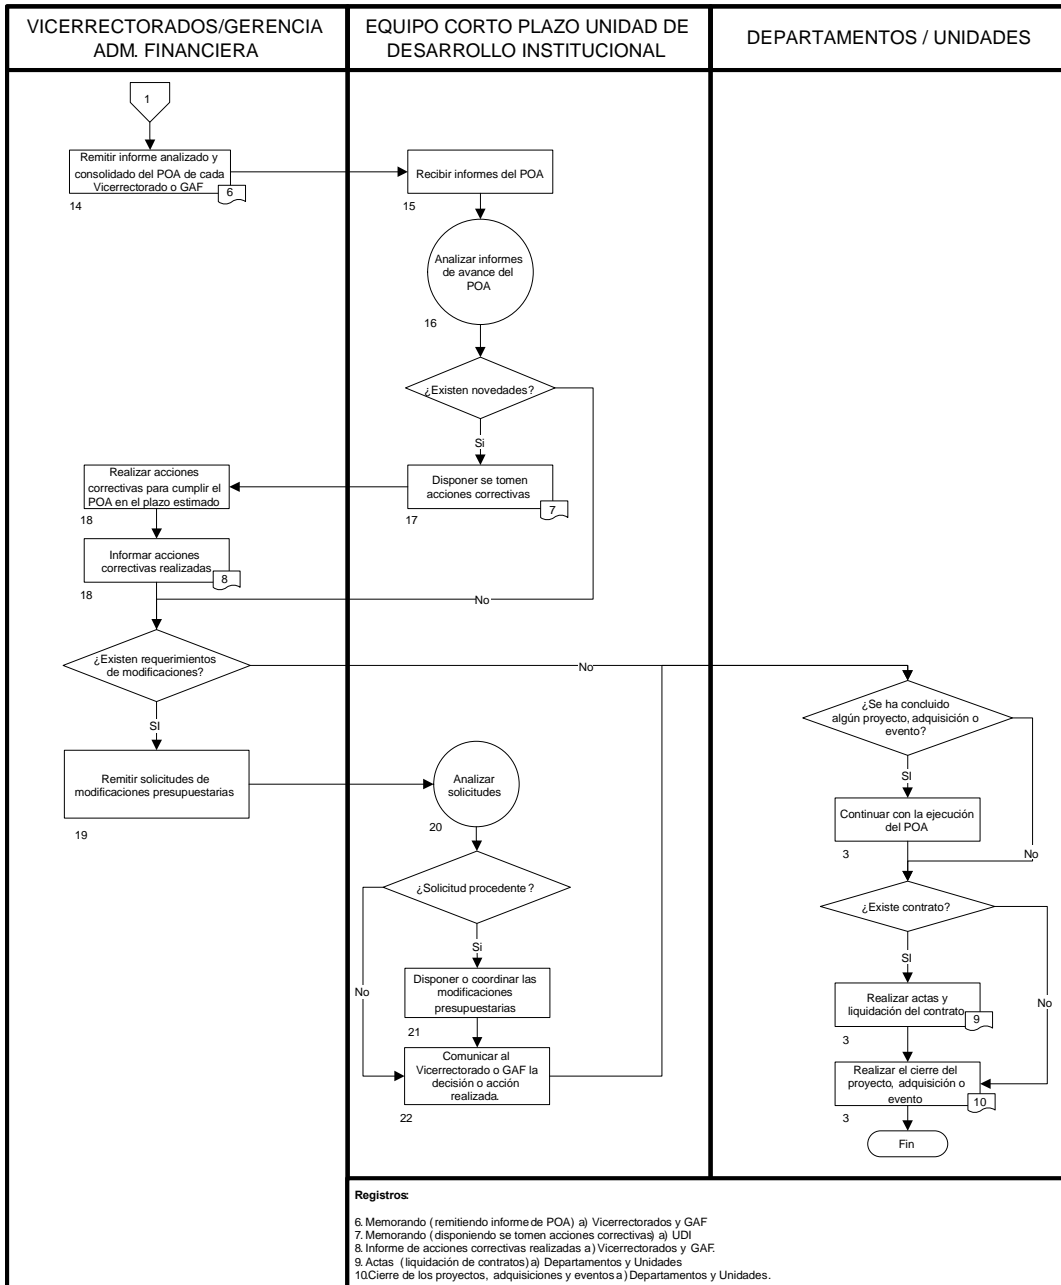 VICERRECTORADOS/GERENCIA
ADM. FINANCIERA
EQUIPO CORTO PLAZO UNIDAD DE
DESARROLLO INSTITUCIONAL
DEPARTAMENTOS / UNIDADES
1
Remitir informe analizado y
consolidado del POA de cada
Vicerrectorado o GAF
6
14
Recibir informes del POA
15
Analizar informes
de avance del
POA
16
¿Existen novedades?
Si
No
Disponer se tomen
acciones correctivas
7
17
Realizar acciones
correctivas para cumplir el
POA en el plazo estimado
18
Informar acciones
correctivas realizadas
8
18
¿Existen requerimientos
de modificaciones?
No
SI
Remitir solicitudes de
modificaciones presupuestarias
19
Analizar
solicitudes
20
¿Solicitud procedente ?
Si
No
Disponer o coordinar las
modificaciones
presupuestarias
21
Comunicar al
Vicerrectorado o GAF la
decisión o acción
realizada.
22
¿Se ha concluido
algún proyecto, adquisición o
evento?
SI
No
Continuar con la ejecución
del POA
3
¿Existe contrato?
SI
No
Realizar actas y
liquidación del contrato
9
3
Realizar el cierre del
proyecto, adquisición o
evento
10
3
Fin
Registros:
6. Memorando ( remitiendo informe de POA) a) Vicerrectorados y GAF
7. Memorando ( disponiendo se tomen acciones correctivas) a) UDI
8. Informe de acciones correctivas realizadas a) Vicerrectorados y GAF.
9. Actas ( liquidación de contratos) a) Departamentos y Unidades
10.Cierre de los proyectos, adquisiciones y eventos a) Departamentos y Unidades.